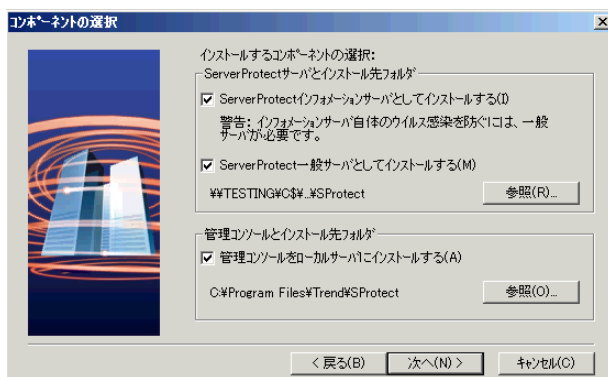 コンポーネントの選択
インストールするコンポーネントの選択:
ServerProtectサーバとインストール先フォルダ
ServerProtectインフォメーションサーバとしてインストールする(I)
警告: インフォメーションサーバ自体のウイルス感染を防ぐには、一般
サーバが必要です。
ServerProtect一般サーバとしてインストールする(M)
¥¥TESTING¥C$¥..¥SProtect
参照(R)...
管理コンソールとインストール先フォルダ
管理コンソールをローカルサーバにインストールする(A)
C:¥Program Files¥Trend¥SProtect
参照(O)...
< 戻る(B)
次へ(N) >
キャンセル(C)